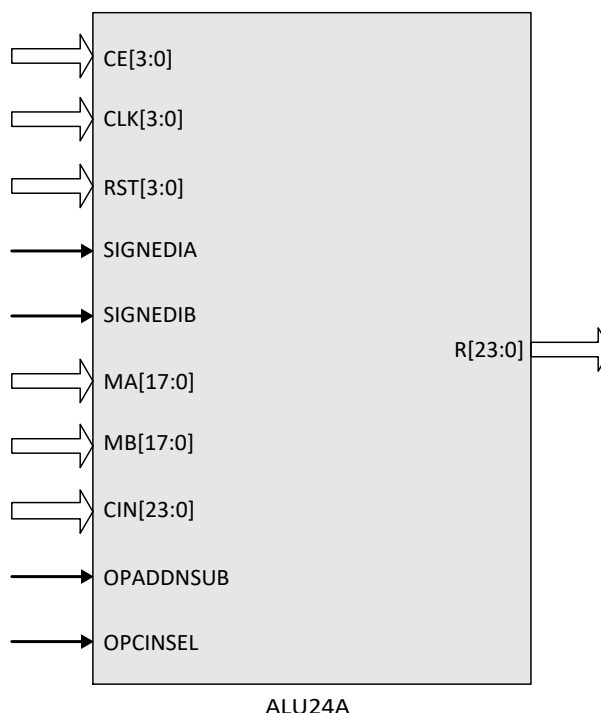 CE[3:0]
CLK[3:0]
RST[3:0]
SIGNEDIA
SIGNEDIB
R[23:0]
MA[17:0]
MB[17:0]
CIN[23:0]
OPADDNSUB
OPCINSEL
ALU24A